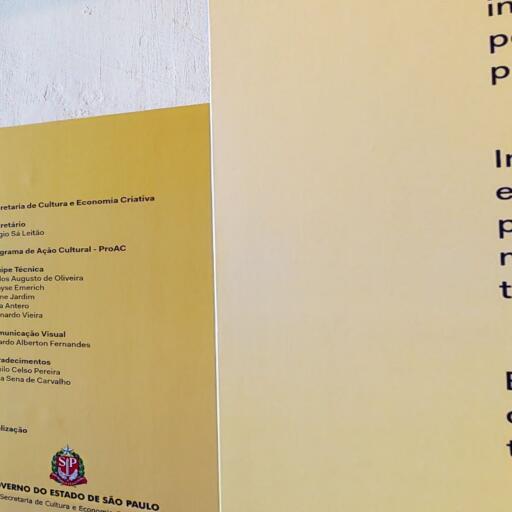 retaria de Cultura e Economia Criativa
retário
gio Sá Leitão
grama de Ação Cultural - ProAC
ipe Técnica
los Augusto de Oliveira
yse Emerich
ne Jardim
a Antero
nardo Vieira
municação Visual
ardo Alberton Fernandes
radecimentos
ilo Celso Pereira
a Sena de Carvalho
lização
SP
OVERNO DO ESTADO DE SÃO PAULO
Secretaria de Cultura e Econom
in
p
p
In
e
p
n
t
E
t